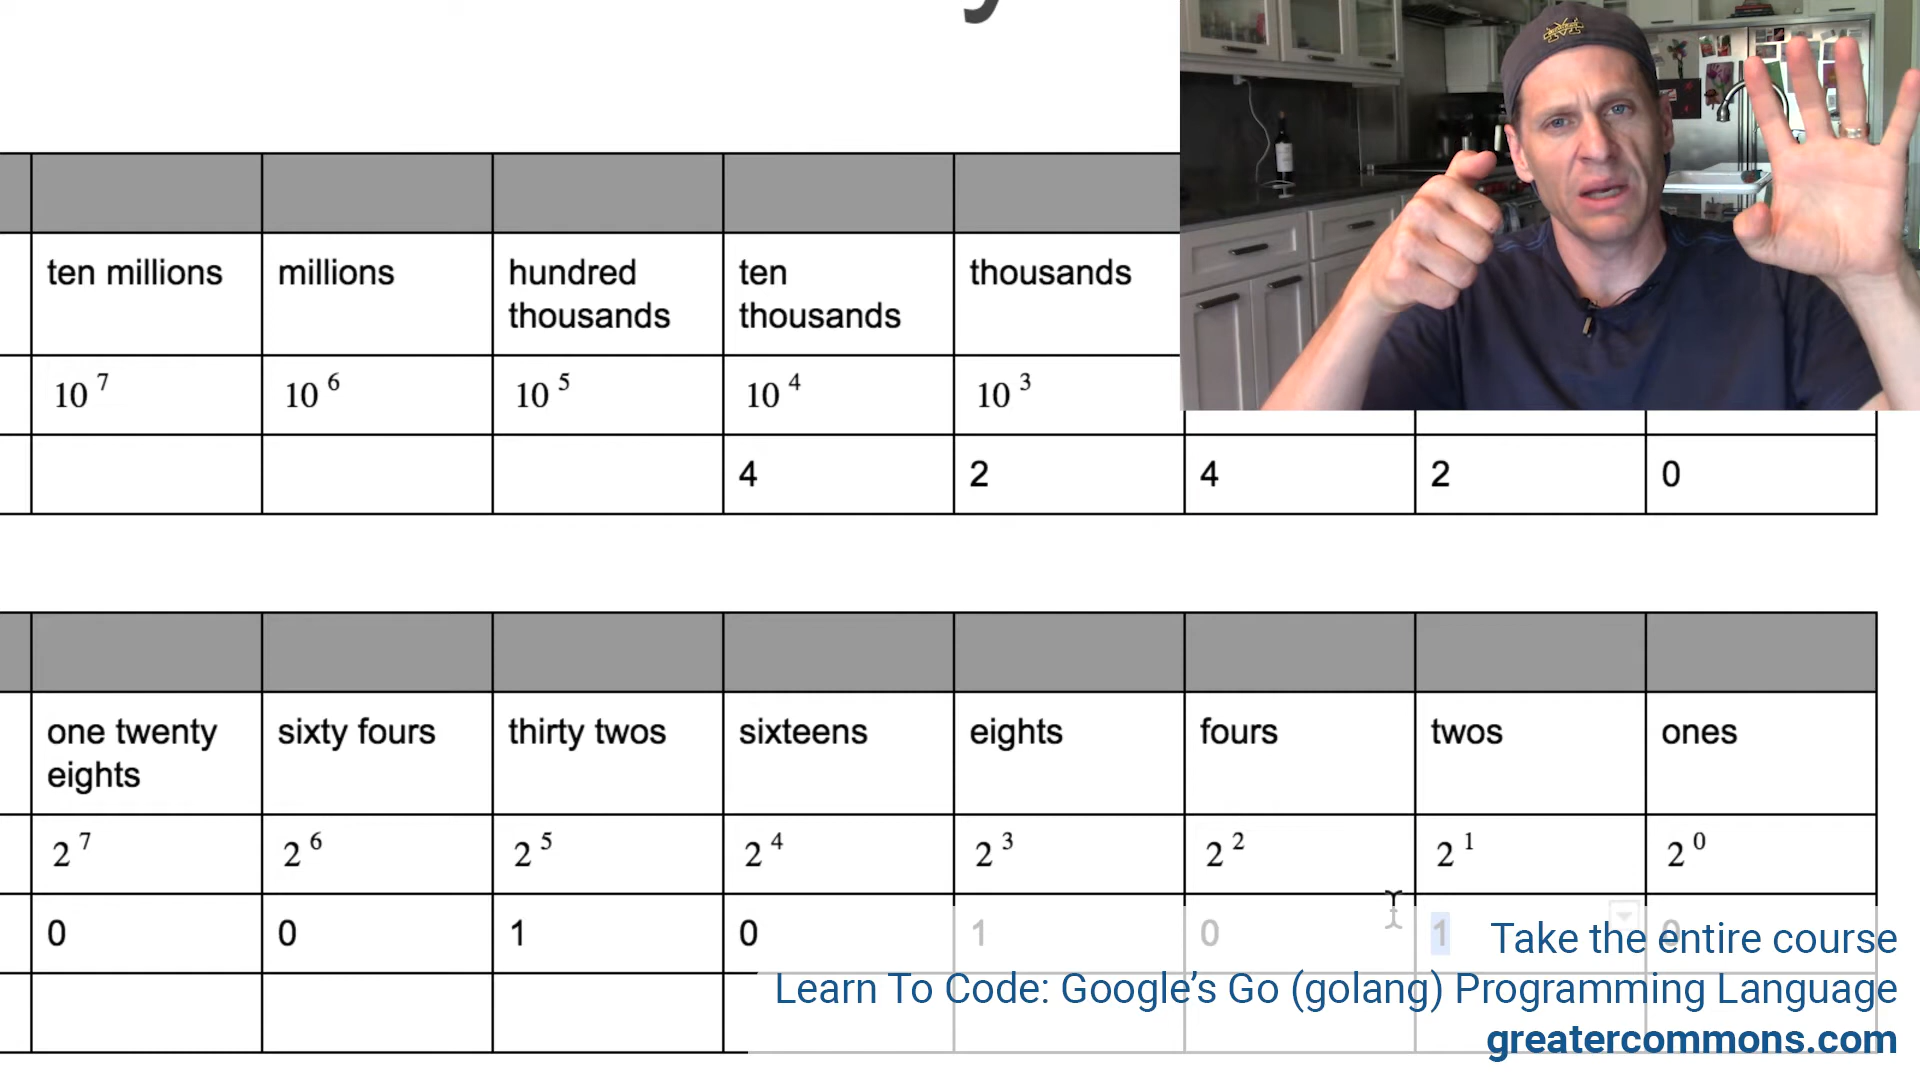 ten millions millions hundred thousands ten thousands thousands
10 7 10 6 10 5 10 4 10 3
4 2 4 2 0
one twenty eights sixty fours thirty twos sixteens eights fours twos ones
2 7 2 6 2 5 2 4 2 3 2 2 2 1 2 0
0 0 1 0 1 0 1 0
Take the entire course
Learn To Code: Google's Go (golang) Programming Language
greatercommons.com